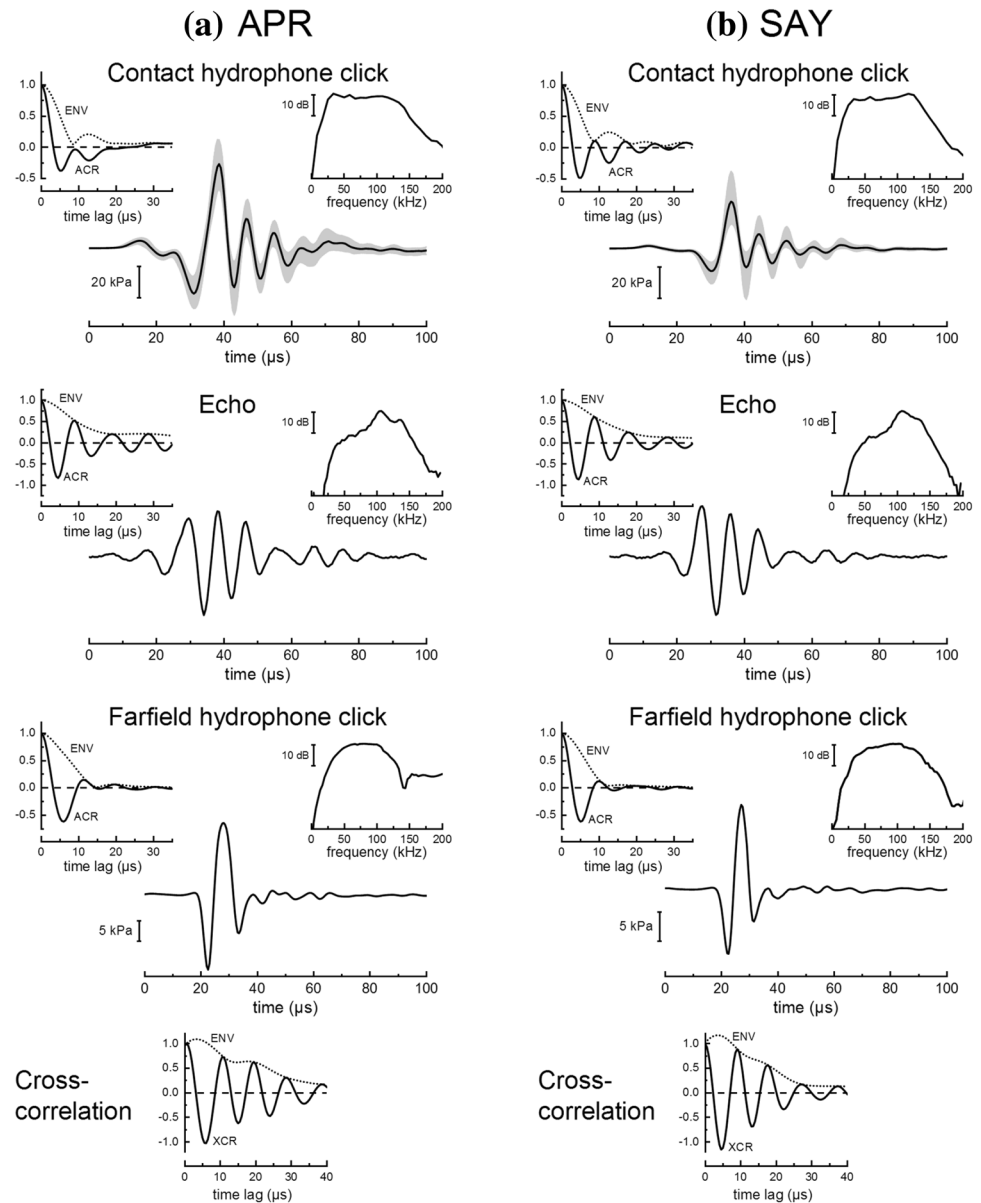 (a) APR
(b) SAY
Contact hydrophone click
1.0
0.5
0.0
-0.5
ENV
ACR
0 10 20 30
time lag (µs)
10 dB
0 50 100 150 200
frequency (kHz)
20 kPa
0 20 40 60 80 100
time (µs)
Contact hydrophone click
1.0
0.5
0.0
-0.5
ENV
ACR
0 10 20 30
time lag (µs)
10 dB
0 50 100 150 200
frequency (kHz)
20 kPa
0 20 40 60 80 100
time (µs)
Echo
1.0
0.5
0.0
-0.5
-1.0
ENV
ACR
0 10 20 30
time lag (µs)
10 dB
0 50 100 150 200
frequency (kHz)
0 20 40 60 80 100
time (µs)
Echo
1.0
0.5
0.0
-0.5
-1.0
ENV
ACR
0 10 20 30
time lag (µs)
10 dB
0 50 100 150 200
frequency (kHz)
0 20 40 60 80 100
time (µs)
Farfield hydrophone click
1.0
0.5
0.0
-0.5
ENV
ACR
0 10 20 30
time lag (µs)
10 dB
0 50 100 150 200
frequency (kHz)
5 kPa
0 20 40 60 80 100
time (µs)
Farfield hydrophone click
1.0
0.5
0.0
-0.5
ENV
ACR
0 10 20 30
time lag (µs)
10 dB
0 50 100 150 200
frequency (kHz)
5 kPa
0 20 40 60 80 100
time (µs)
Cross-
correlation
1.0
0.5
0.0
-0.5
-1.0
ENV
XCR
0 10 20 30 40
time lag (µs)
Cross-
correlation
1.0
0.5
0.0
-0.5
-1.0
ENV
XCR
0 10 20 30 40
time lag (µs)